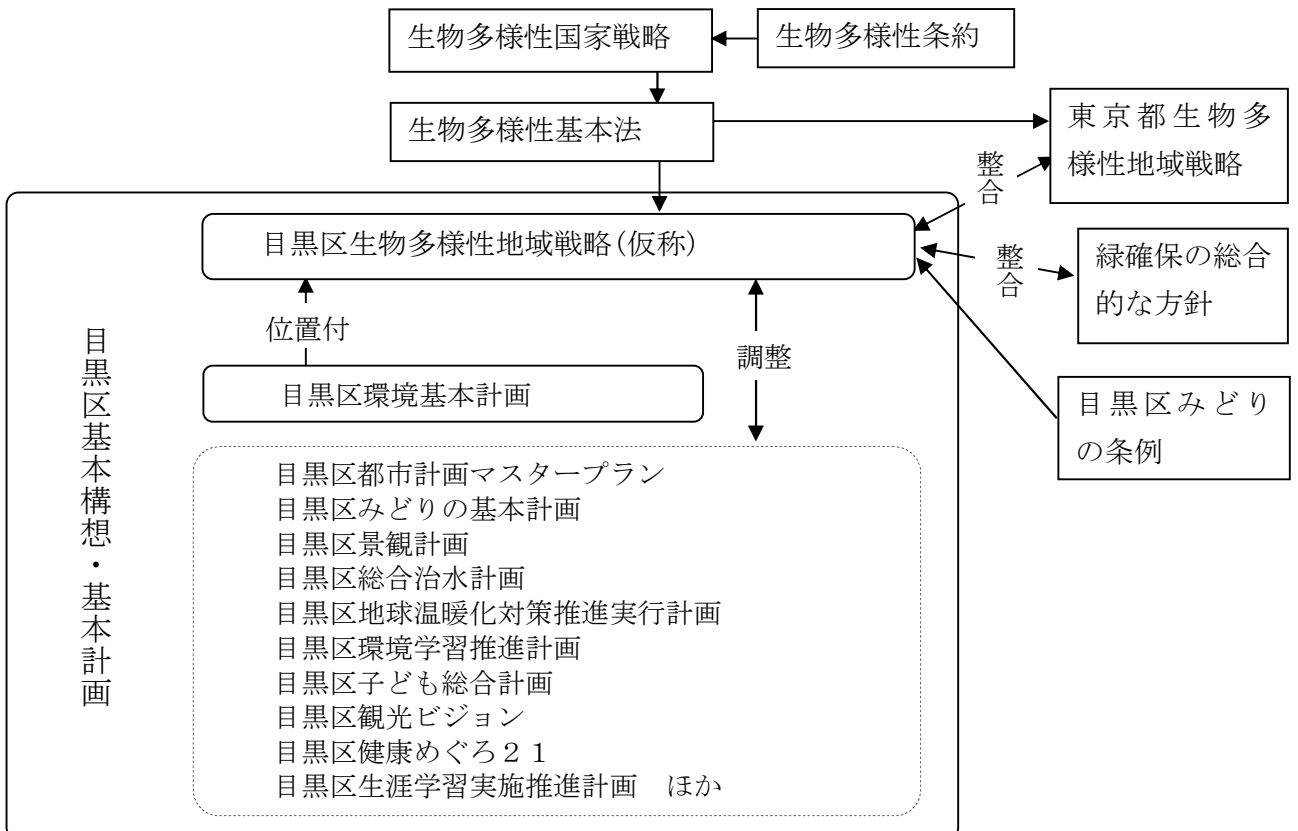 生物多様性国家戦略
生物多様性条約
生物多様性基本法
東京都生物多
様性地域戦略
整合
目黒区生物多様性地域戦略(仮称)
整合
緑確保の総合
的な方針
位置付
調整
目黒区環境基本計画
目黒区みどり
の条例
目黒区基本構想・基本計画
目黒区都市計画マスタープラン
目黒区みどりの基本計画
目黒区景観計画
目黒区総合治水計画
目黒区地球温暖化対策推進実行計画
目黒区環境学習推進計画
目黒区子ども総合計画
目黒区観光ビジョン
目黒区健康めぐろ２１
目黒区生涯学習実施推進計画　ほか